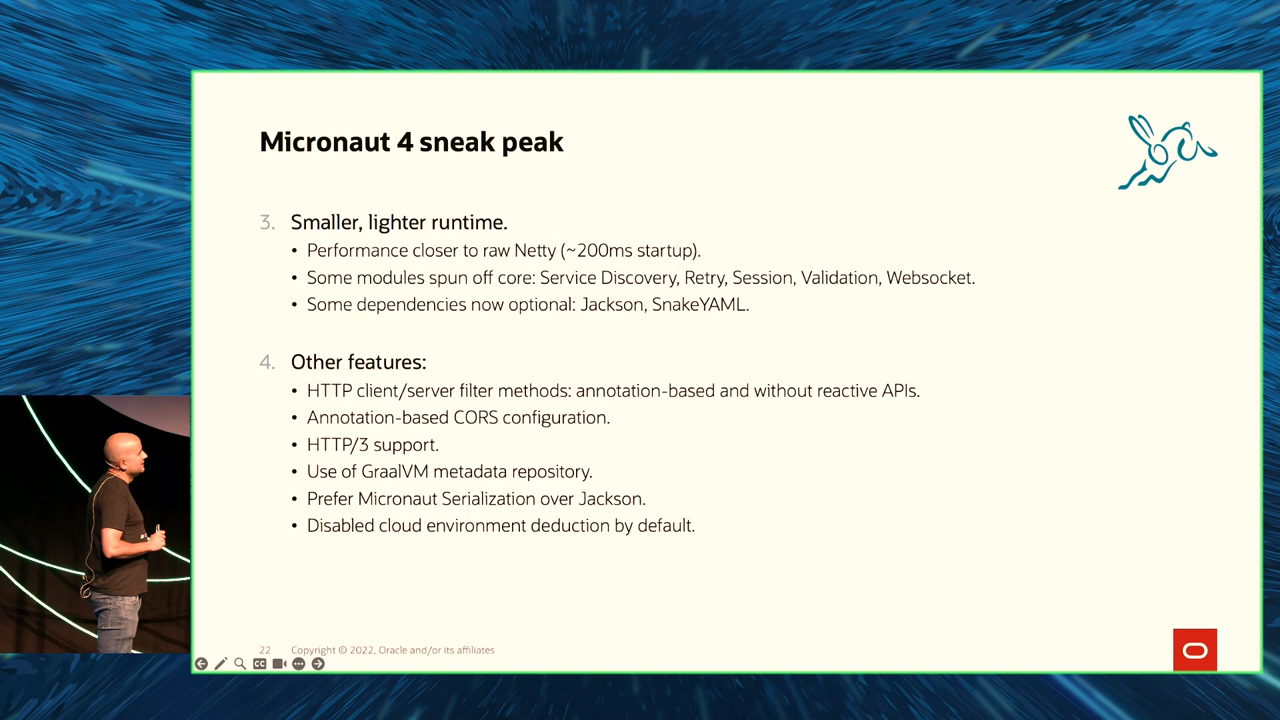 Micronaut 4 sneak peak
3. Smaller, lighter runtime.
• Performance closer to raw Netty (~200ms startup).
• Some modules spun off core: Service Discovery, Retry, Session, Validation, Websocket.
• Some dependencies now optional: Jackson, SnakeYAML.
4. Other features:
• HTTP client/server filter methods: annotation-based and without reactive APIs.
• Annotation-based CORS configuration.
• HTTP/3 support.
• Use of GraalVM metadata repository.
• Prefer Micronaut Serialization over Jackson.
• Disabled cloud environment deduction by default.
22 Copyright © 2022, Oracle and/or its affiliates
CC